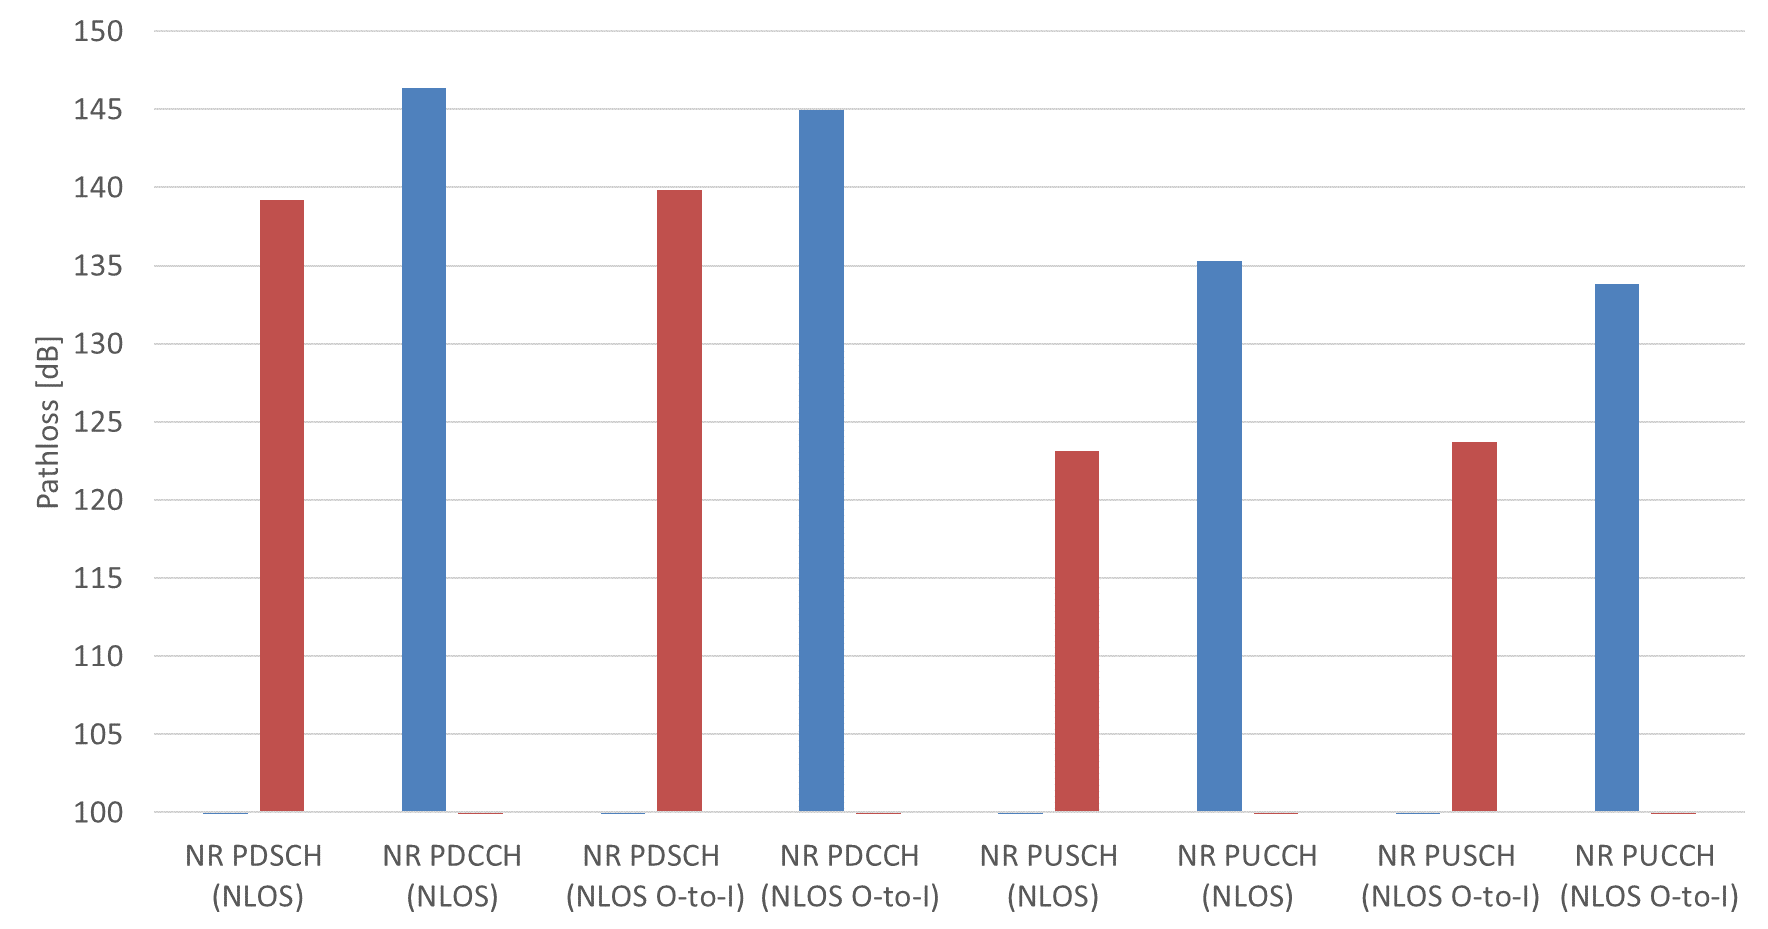 150
145
140
135
130
125
120
115
110
105
100
Pathloss [dB]
NR PDSCH
(NLOS)
NR PDCCH
(NLOS)
NR PDSCH
(NLOS O-to-I)
NR PDCCH
(NLOS O-to-I)
NR PUSCH
(NLOS)
NR PUCCH
(NLOS)
NR PUSCH
(NLOS O-to-I)
NR PUCCH
(NLOS O-to-I)